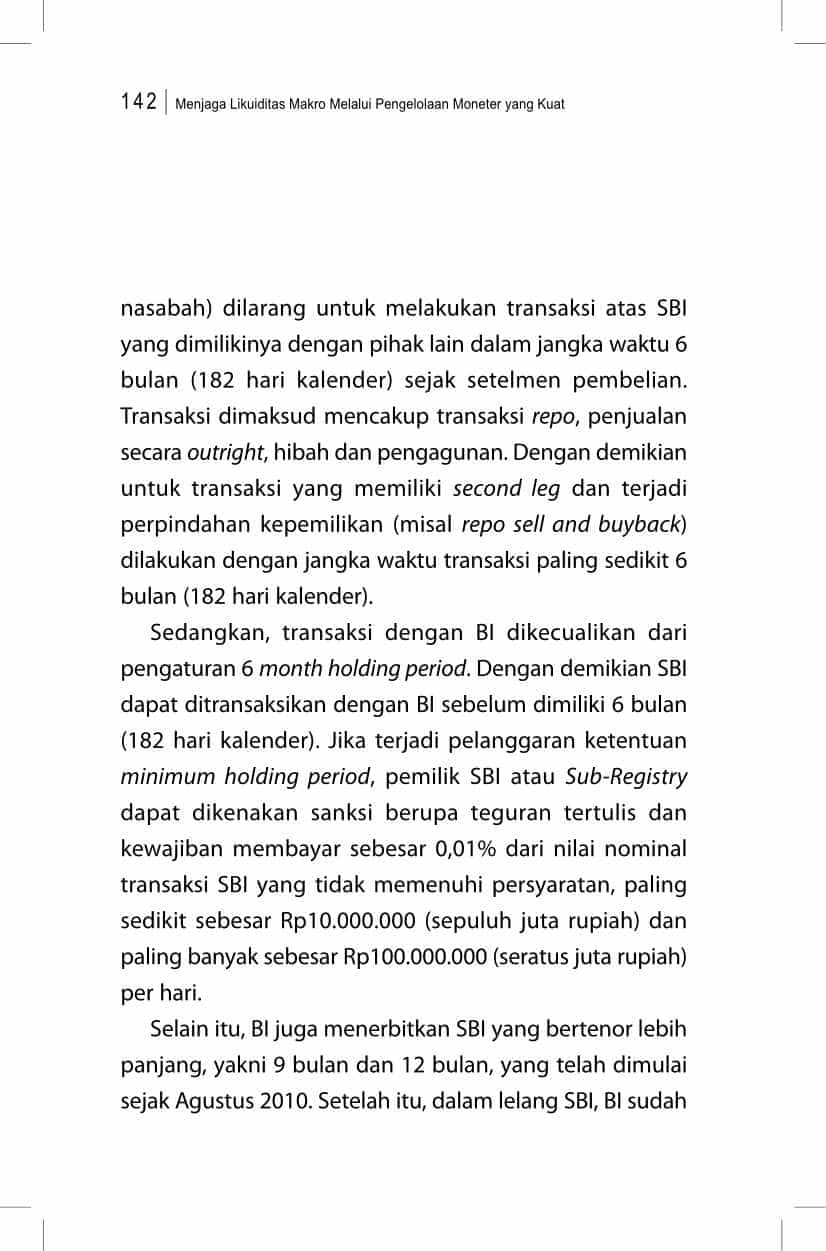 142 | Menjaga Likuiditas Makro Melalui Pengelolaan Moneter yang Kuat
nasabah) dilarang untuk melakukan transaksi atas SBI
yang dimilikinya dengan pihak lain dalam jangka waktu 6
bulan (182 hari kalender) sejak setelmen pembelian.
Transaksi dimaksud mencakup transaksi repo, penjualan
secara outright, hibah dan pengagunan. Dengan demikian
untuk transaksi yang memiliki second leg dan terjadi
perpindahan kepemilikan (misal repo sell and buyback)
dilakukan dengan jangka waktu transaksi paling sedikit 6
bulan (182 hari kalender).
Sedangkan, transaksi dengan BI dikecualikan dari
pengaturan 6 month holding period. Dengan demikian SBI
dapat ditransaksikan dengan BI sebelum dimiliki 6 bulan
(182 hari kalender). Jika terjadi pelanggaran ketentuan
minimum holding period, pemilik SBI atau Sub-Registry
dapat dikenakan sanksi berupa teguran tertulis dan
kewajiban membayar sebesar 0,01% dari nilai nominal
transaksi SBI yang tidak memenuhi persyaratan, paling
sedikit sebesar Rp10.000.000 (sepuluh juta rupiah) dan
paling banyak sebesar Rp100.000.000 (seratus juta rupiah)
per hari.
Selain itu, BI juga menerbitkan SBI yang bertenor lebih
panjang, yakni 9 bulan dan 12 bulan, yang telah dimulai
sejak Agustus 2010. Setelah itu, dalam lelang SBI, BI sudah